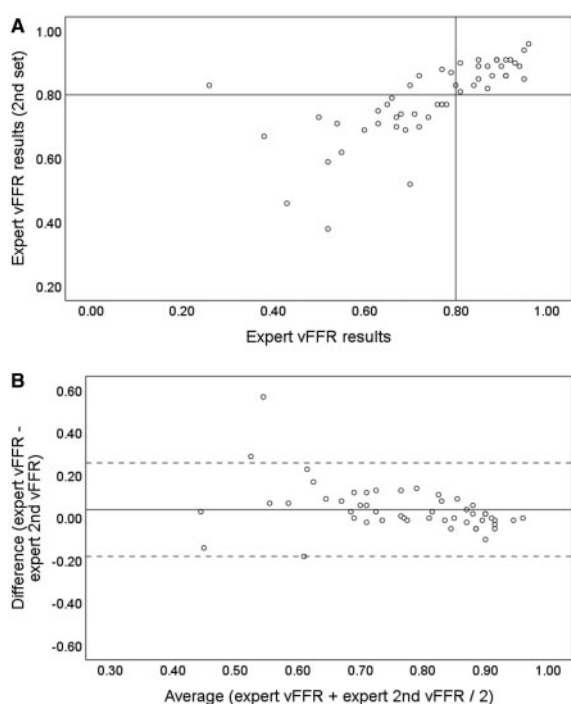 A
1.00
0.80
0.60
0.40
0.20
Expert vFFR results (2nd set)
0.00 0.20 0.40 0.60 0.80 1.00
Expert vFFR results
B
0.60
0.40
0.20
0.00
-0.20
-0.40
-0.60
Difference (expert vFFR -
expert 2nd vFFR)
0.30 0.40 0.50 0.60 0.70 0.80 0.90 1.00
Average (expert vFFR + expert 2nd vFFR / 2)